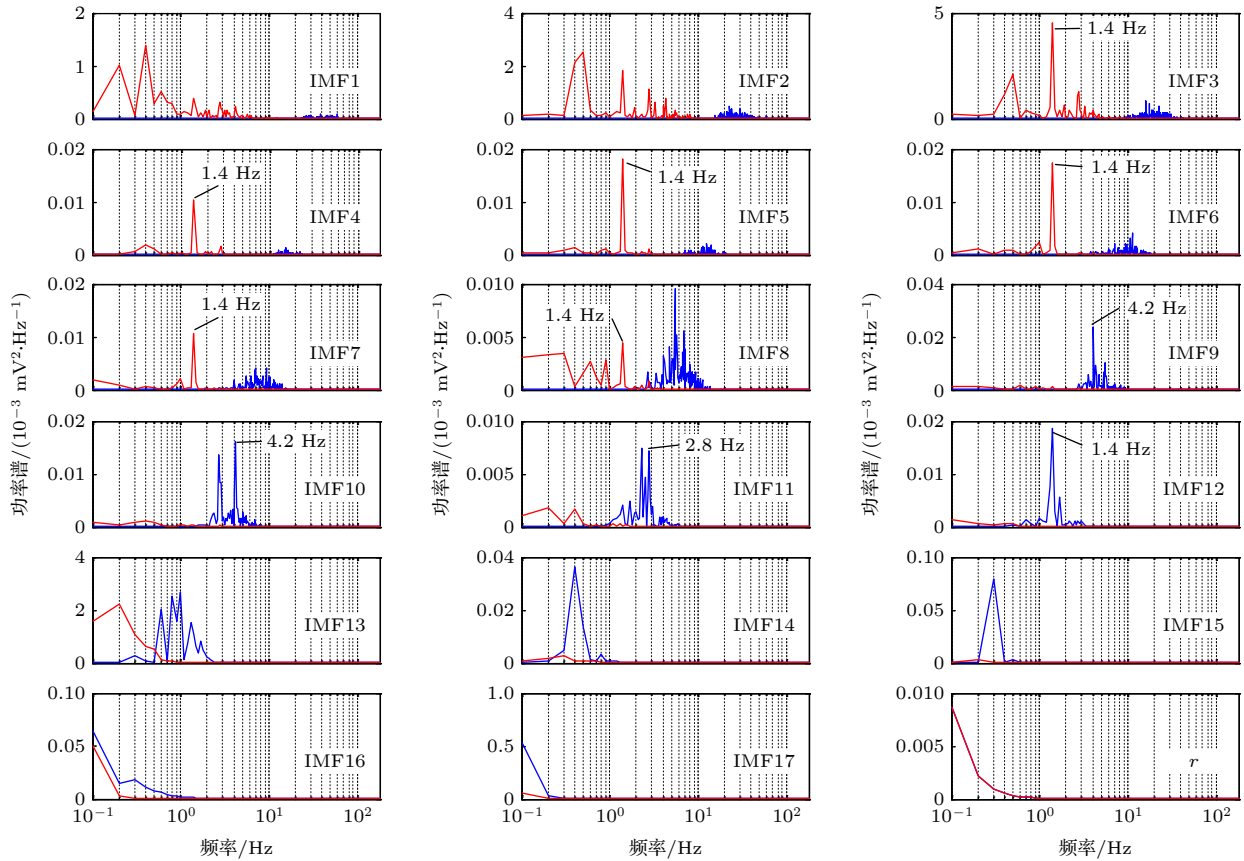 4
2
0
IMF1
4
2
0
IMF2
5
0
1.4 Hz
IMF3
0.02
0.01
0
1.4 Hz
IMF4
0.02
0.01
0
1.4 Hz
IMF5
0.02
0.01
0
1.4 Hz
IMF6
0.02
0.01
0
1.4 Hz
IMF7
0.010
0.005
0
1.4 Hz
IMF8
0.04
0.02
0
4.2 Hz
IMF9
功率谱/(10⁻³ mV²·Hz⁻¹)
功率谱/(10⁻³ mV²·Hz⁻¹)
功率谱/(10⁻³ mV²·Hz⁻¹)
0.02
0.01
0
4.2 Hz
IMF10
0.010
0.005
0
2.8 Hz
IMF11
0.02
0.01
0
1.4 Hz
IMF12
4
2
0
IMF13
0.04
0.02
0
IMF14
0.10
0.05
0
IMF15
0.10
0.05
0
IMF16
10⁻¹ 10⁰ 10¹ 10²
频率/Hz
1.0
0.5
0
IMF17
10⁻¹ 10⁰ 10¹ 10²
频率/Hz
0.010
0.005
0
r
10⁻¹ 10⁰ 10¹ 10²
频率/Hz